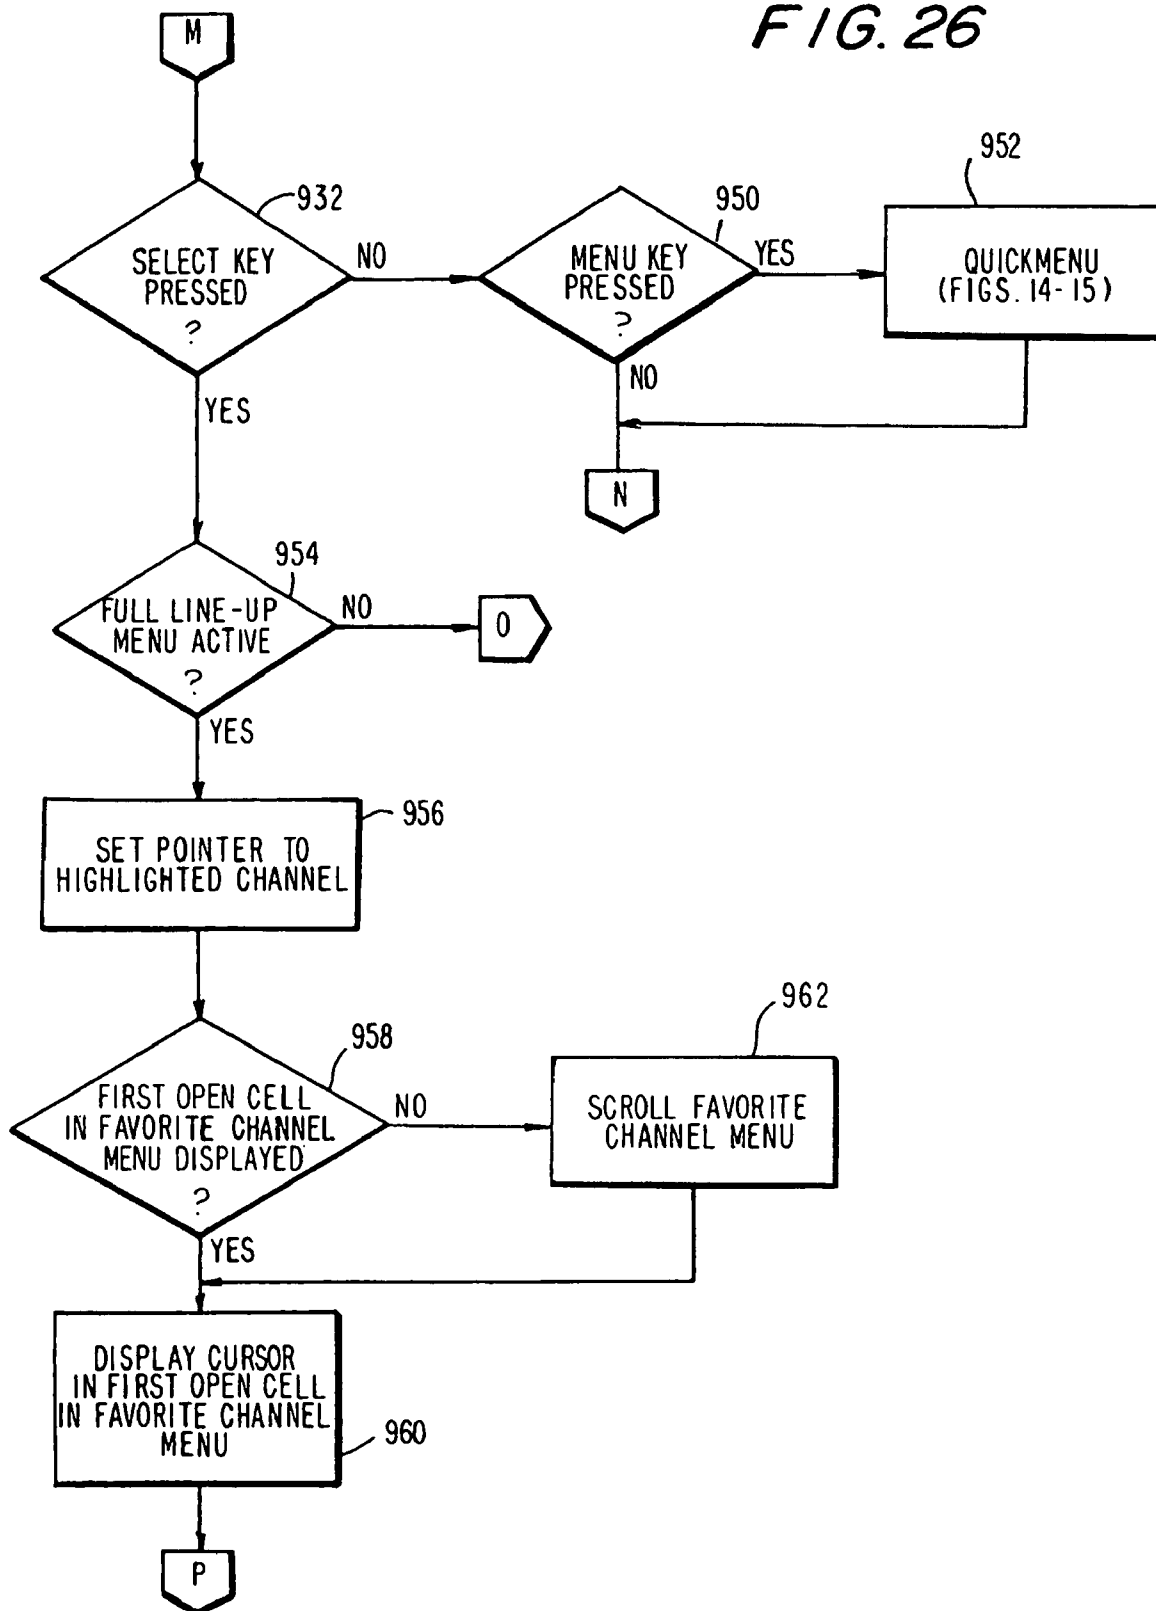 FIG. 26
M
932
SELECT KEY
PRESSED
?
NO
YES
950
MENU KEY
PRESSED
?
YES
NO
952
QUICKMENU
(FIGS. 14-15)
N
954
FULL LINE-UP
MENU ACTIVE
?
NO
O
YES
956
SET POINTER TO
HIGHLIGHTED CHANNEL
958
FIRST OPEN CELL
IN FAVORITE CHANNEL
MENU DISPLAYED
?
NO
YES
962
SCROLL FAVORITE
CHANNEL MENU
DISPLAY CURSOR
IN FIRST OPEN CELL
IN FAVORITE CHANNEL
MENU
960
P